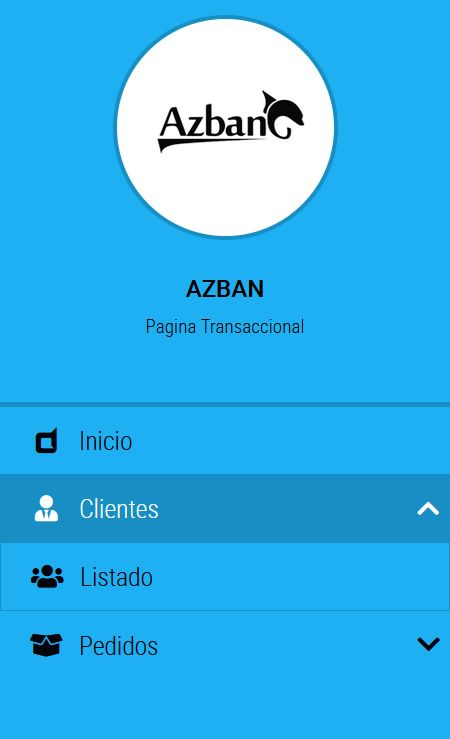 Azban
AZBAN
Pagina Transaccional
Inicio
Clientes
Listado
Pedidos